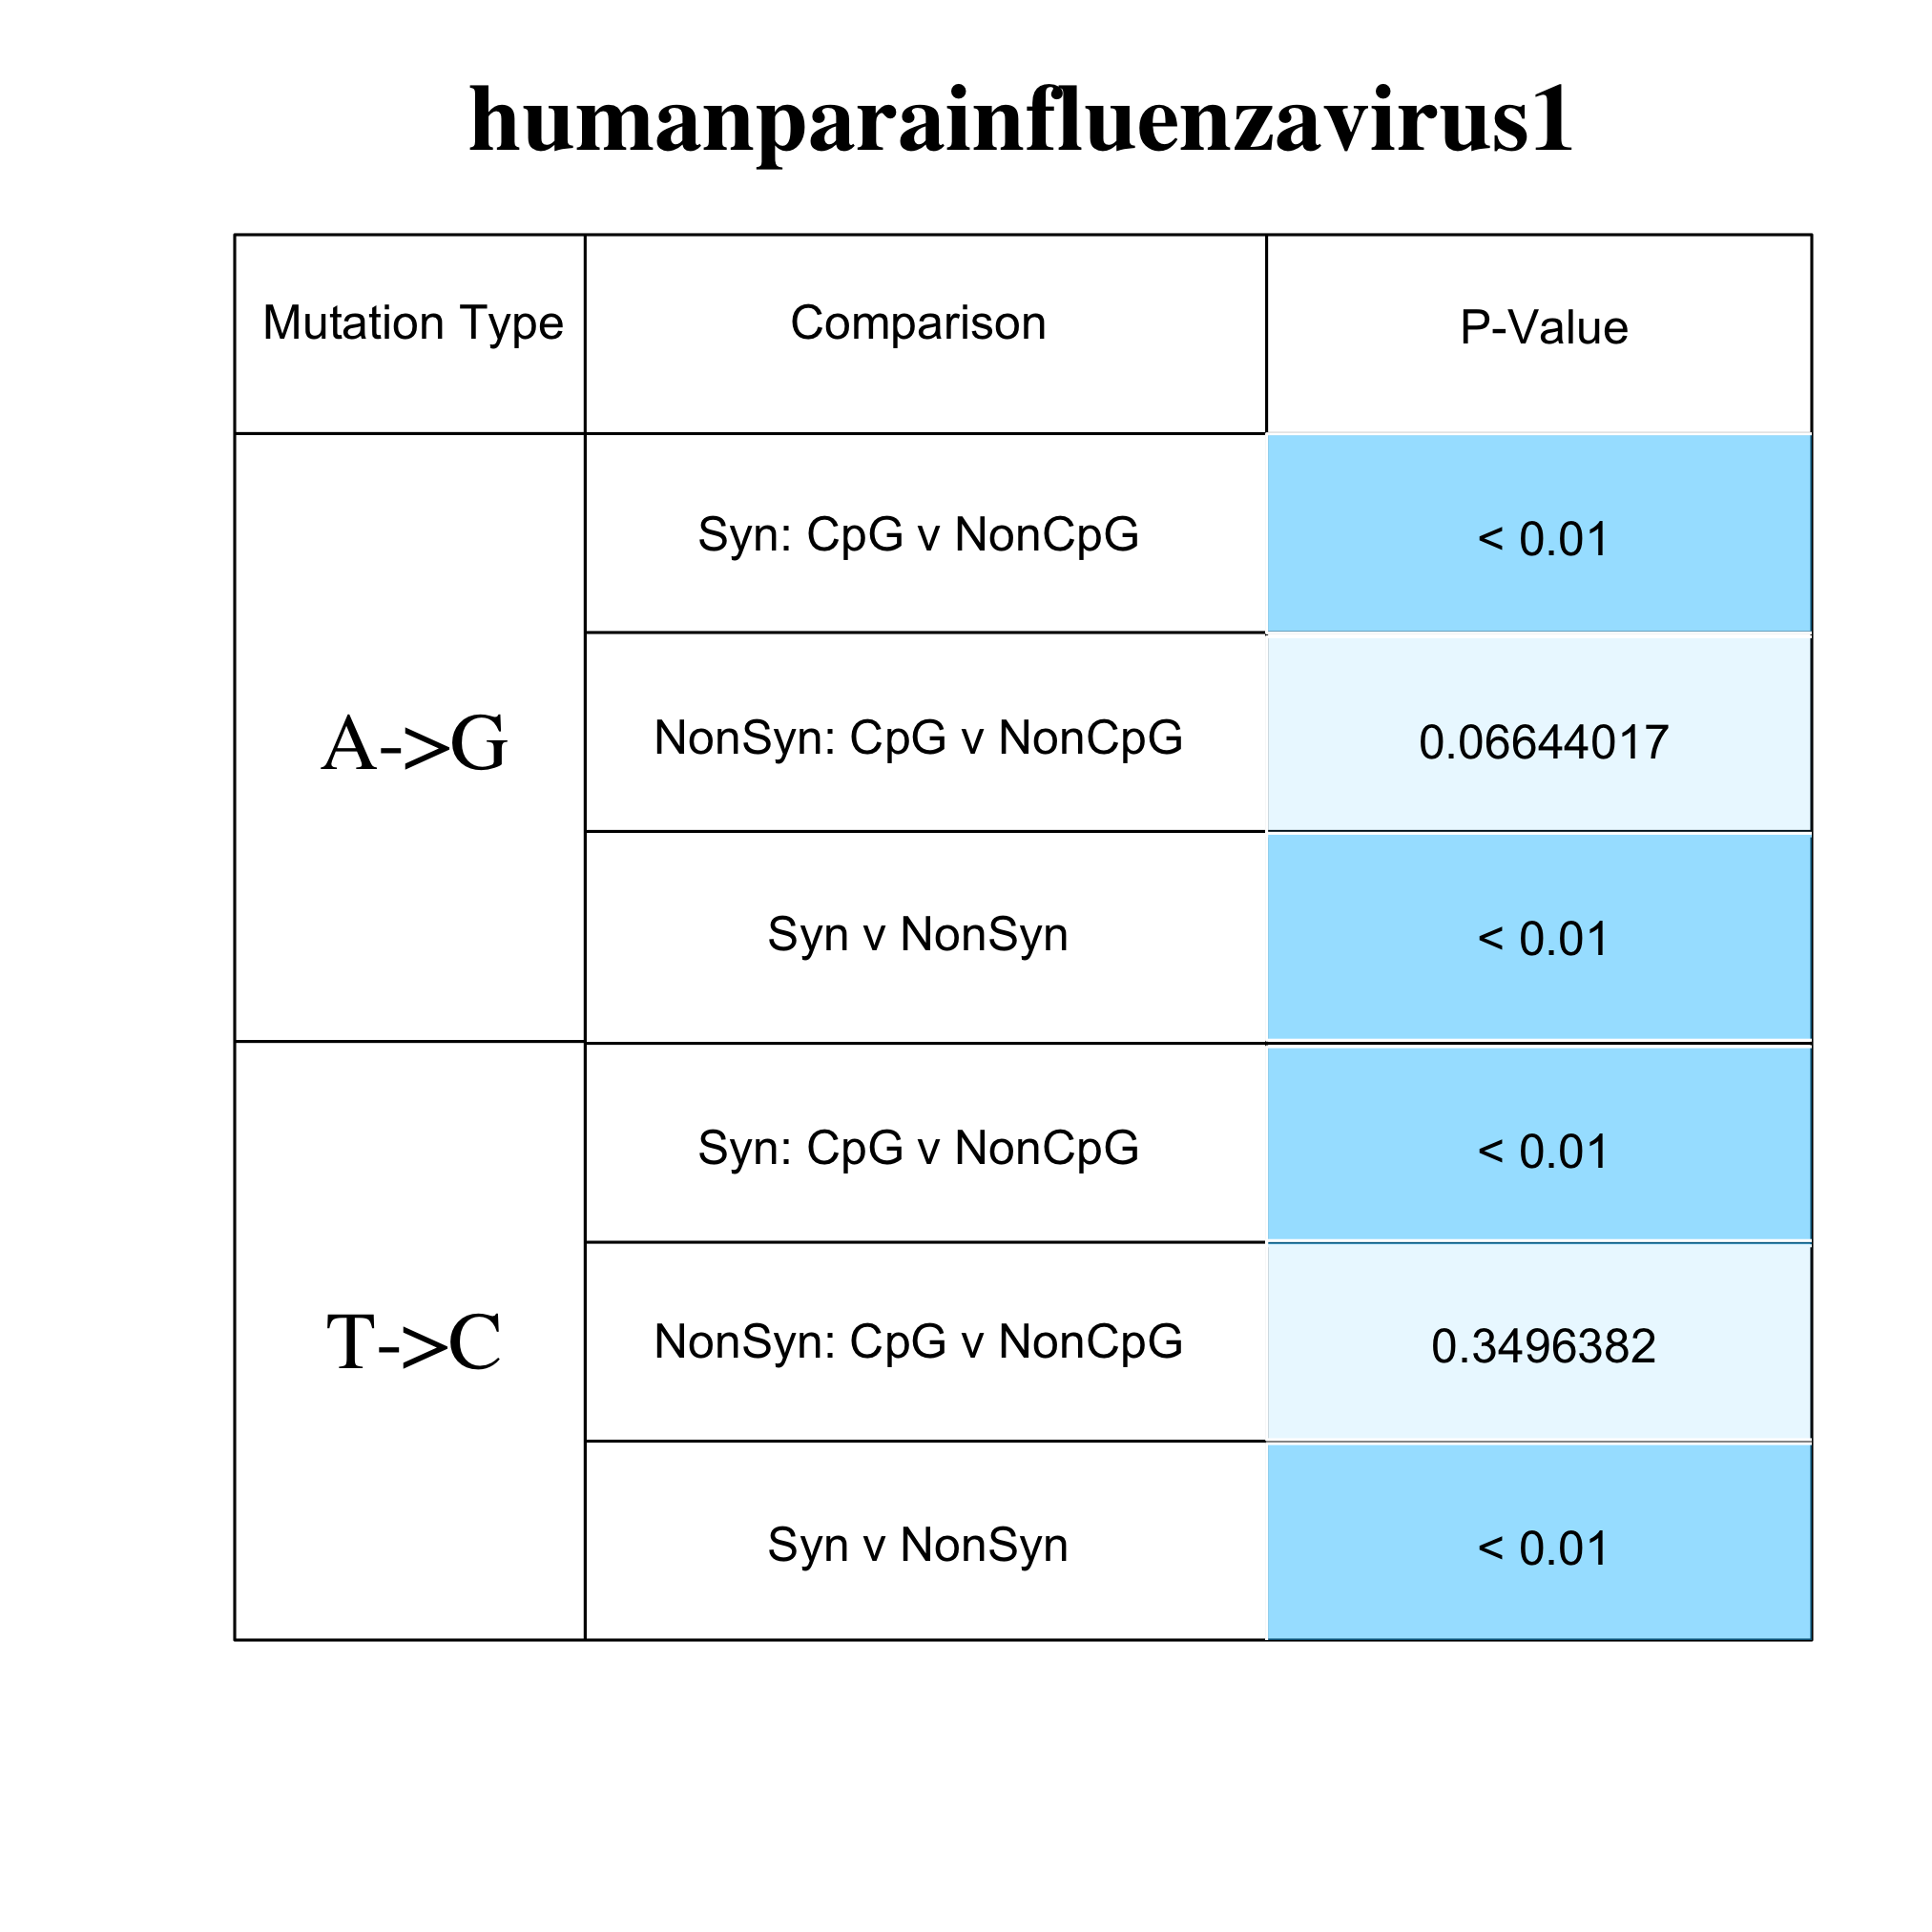 humanparainfluenzavirus1
Mutation Type Comparison P-Value
Syn: CpG v NonCpG < 0.01
A->G NonSyn: CpG v NonCpG 0.06644017
Syn v NonSyn < 0.01
Syn: CpG v NonCpG < 0.01
T->C NonSyn: CpG v NonCpG 0.3496382
Syn v NonSyn < 0.01